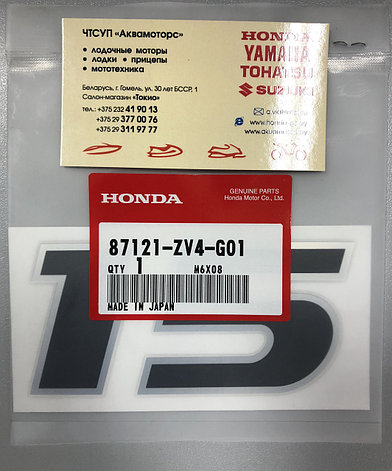 ЧТСУП «Аквамоторс»
• лодочные моторы
• лодки • прицепы
• мототехника
Беларусь, г. Гомель, ул. 30 лет БССР, 1
Салон-магазин «Токио»
тел.: +375 232 41 90 13
+375 29 377 00 76
+375 29 311 97 77
HONDA
YAMAHA
TOHATSU
SUZUKI
HONDA
GENUINE PARTS
Honda Motor Co., Ltd.
87121-ZV4-G01
QTY 1 M6X08
MADE IN JAPAN
15